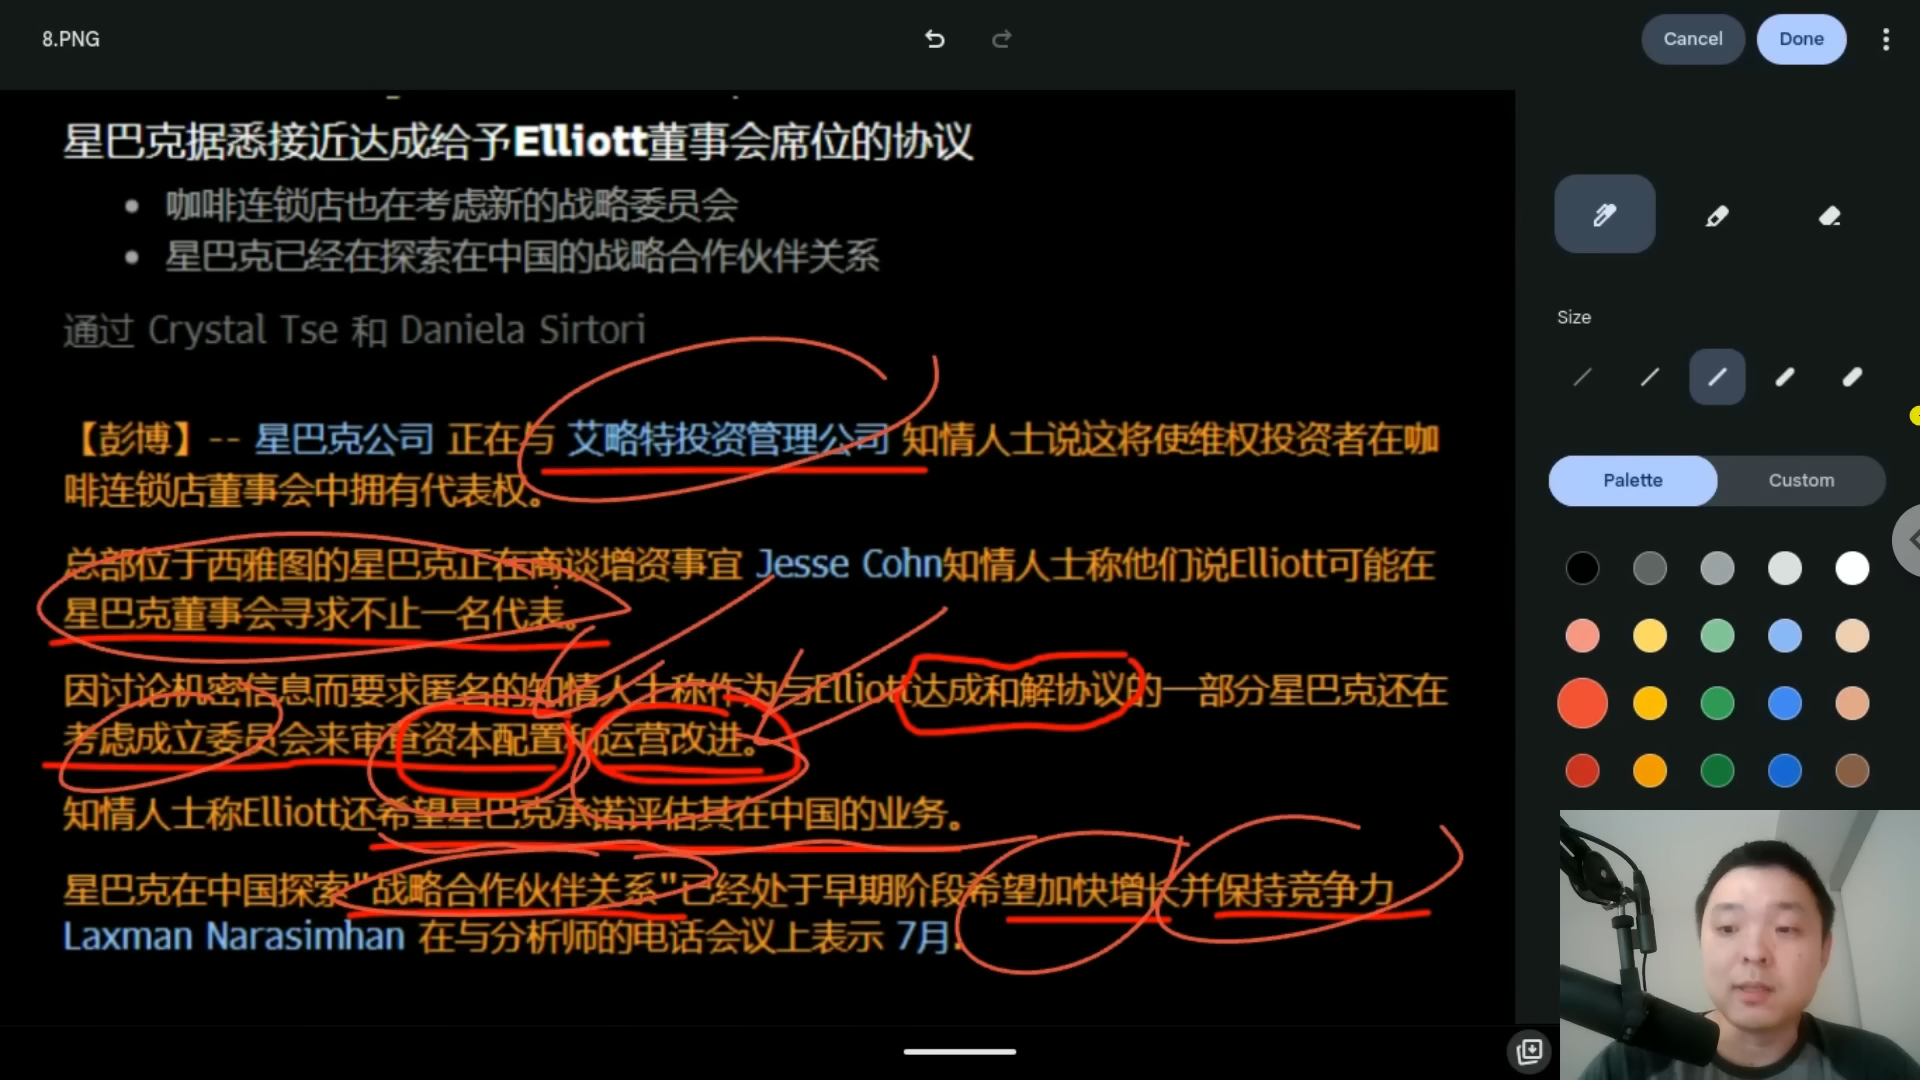 8.PNG
Cancel
Done
星巴克据悉接近达成给予Elliott董事会席位的协议
咖啡连锁店也在考虑新的战略委员会
星巴克已经在探索在中国的战略合作伙伴关系
通过 Crystal Tse 和 Daniela Sirtori
【彭博】-- 星巴克公司 正在与 艾略特投资管理公司 知情人士说这将使维权投资者在咖
啡连锁店董事会中拥有代表权。
总部位于西雅图的星巴克正在商谈增资事宜 Jesse Cohn知情人士称他们说Elliott可能在
星巴克董事会寻求不止一名代表。
因讨论机密信息而要求匿名的知情人士称作为与Elliott达成和解协议的一部分星巴克还在
考虑成立委员会来审查资本配置和运营改进。
知情人士称Elliott还希望星巴克承诺评估其在中国的业务。
星巴克在中国探索"战略合作伙伴关系"已经处于早期阶段希望加快增长并保持竞争力
Laxman Narasimhan 在与分析师的电话会议上表示 7月.
Size
Palette
Custom